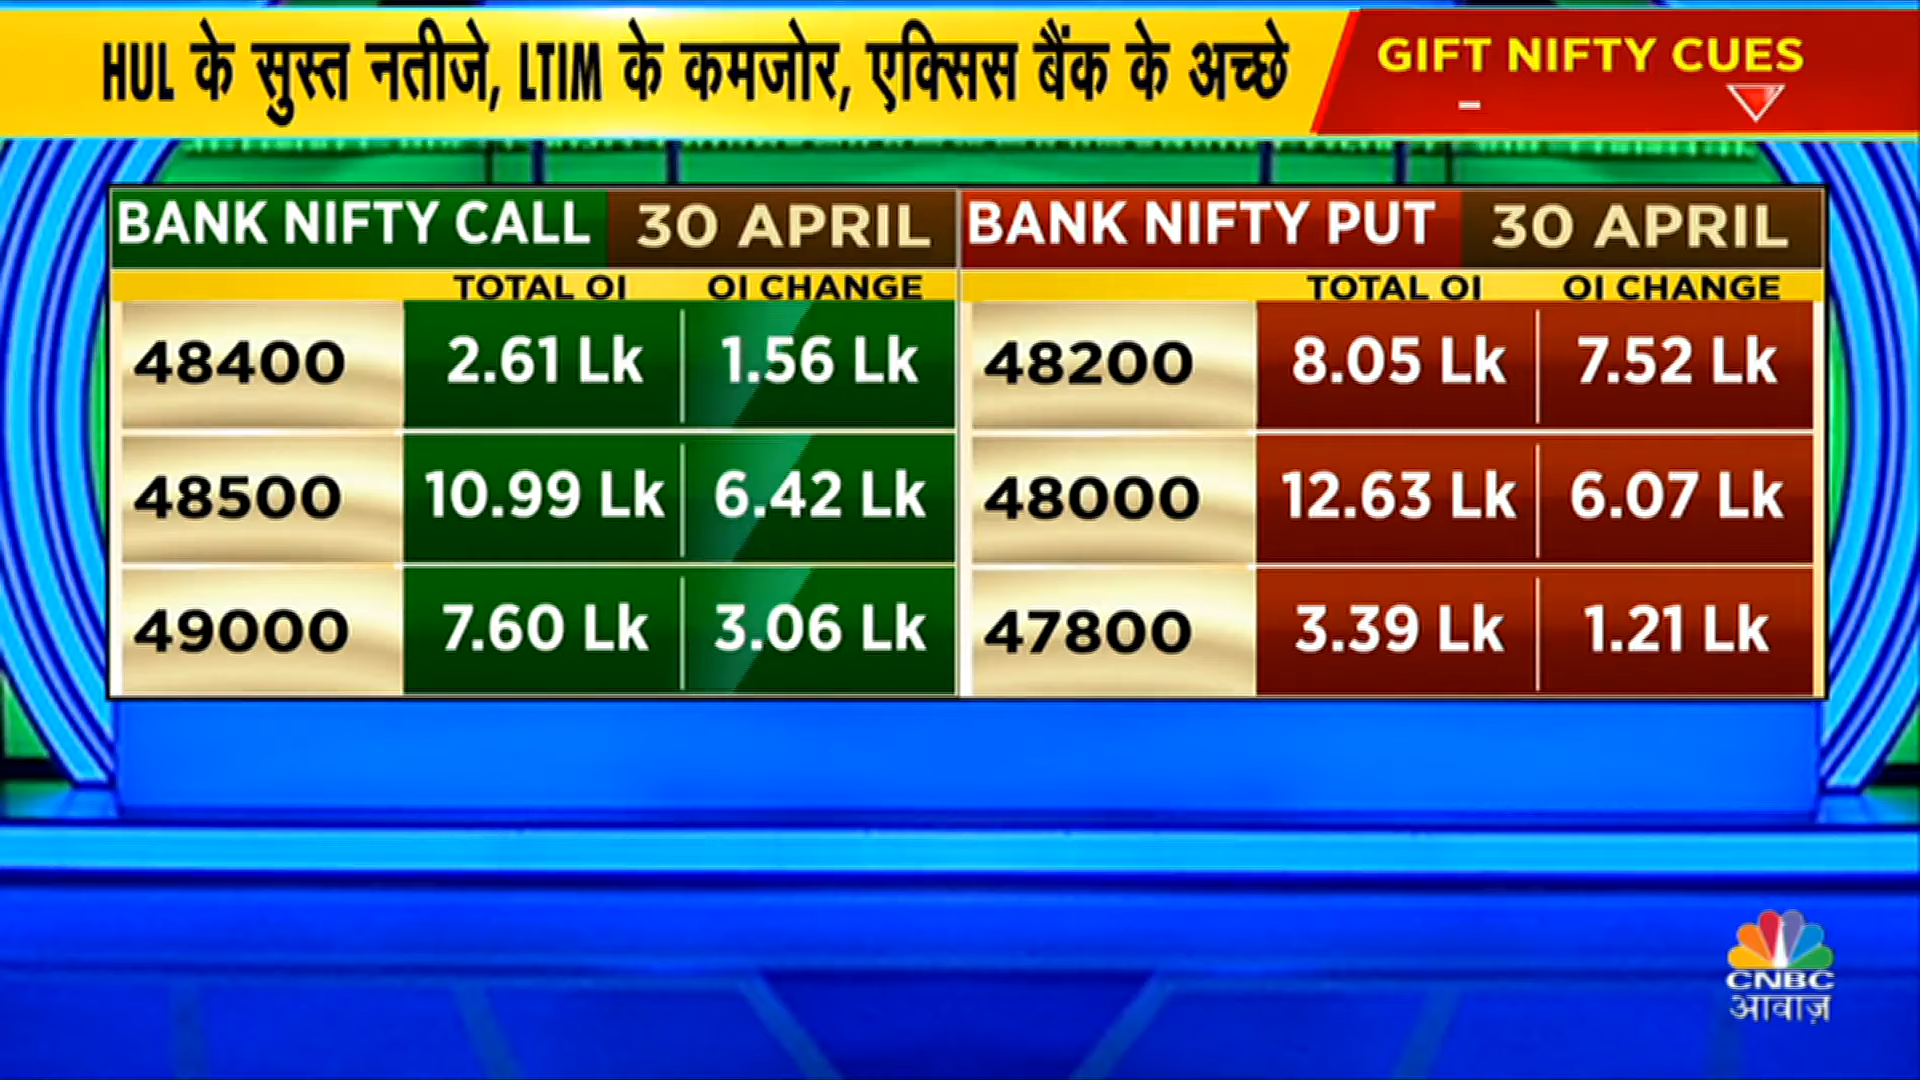 HUL के सुस्त नतीजे, LTIM के कमजोर, एक्सिस बैंक के अच्छे
GIFT NIFTY CUES
-
BANK NIFTY CALL 30 APRIL
TOTAL OI OI CHANGE
48400 2.61 Lk 1.56 Lk
48500 10.99 Lk 6.42 Lk
49000 7.60 Lk 3.06 Lk
BANK NIFTY PUT 30 APRIL
TOTAL OI OI CHANGE
48200 8.05 Lk 7.52 Lk
48000 12.63 Lk 6.07 Lk
47800 3.39 Lk 1.21 Lk
CNBC
आवाज़